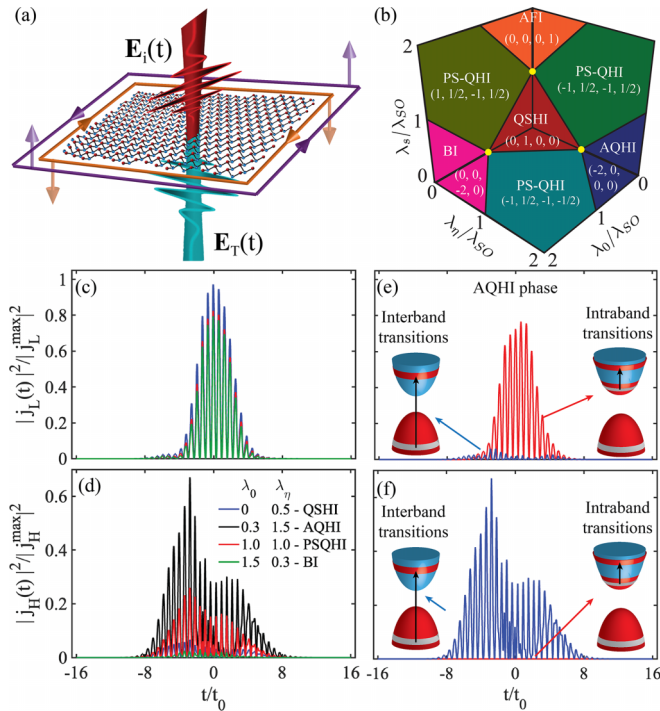 (a)
E_i(t)
E_T(t)
(b)
AFI
(0, 0, 0, 1)
2
PS-QHI
(1, 1/2, -1, 1/2)
PS-QHI
(-1, 1/2, -1, 1/2)
QSHI
(0, 1, 0, 0)
1
λ_s/λ_SO
BI
(0, 0,
-2, 0)
AQHI
(-2, 0,
0, 0)
0
0
0
PS-QHI
(-1, 1/2, -1, -1/2)
1
1
λ_η/λ_SO
λ_0/λ_SO
2 2
(c)
1
0.8
0.6
0.4
0.2
0
| j_L(t) |²/| j_L^max|²
(e)
AQHI phase
Interband
transitions
Intraband
transitions
(d)
0.6
0.4
0.2
0
| j_H(t) |²/| j_H^max|²
λ_0 λ_η
0 0.5 - QSHI
0.3 1.5 - AQHI
1.0 1.0 - PSQHI
1.5 0.3 - BI
-16 -8 0 8 16
t/t_0
(f)
Interband
transitions
Intraband
transitions
-16 -8 0 8 16
t/t_0